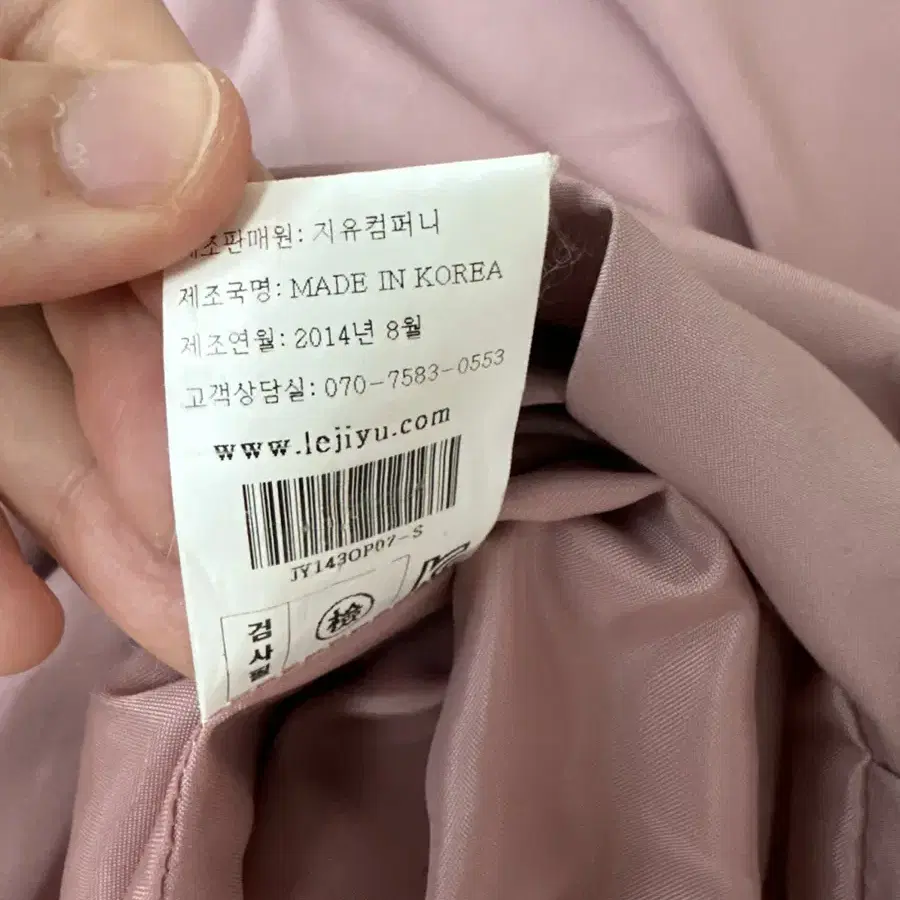 제조판매원: 지유컴퍼니
제조국명: MADE IN KOREA
제조연월: 2014년 8월
고객상담실: 070-7583-0553
www.lejiyu.com
JY143OP07-S
검사필
檢